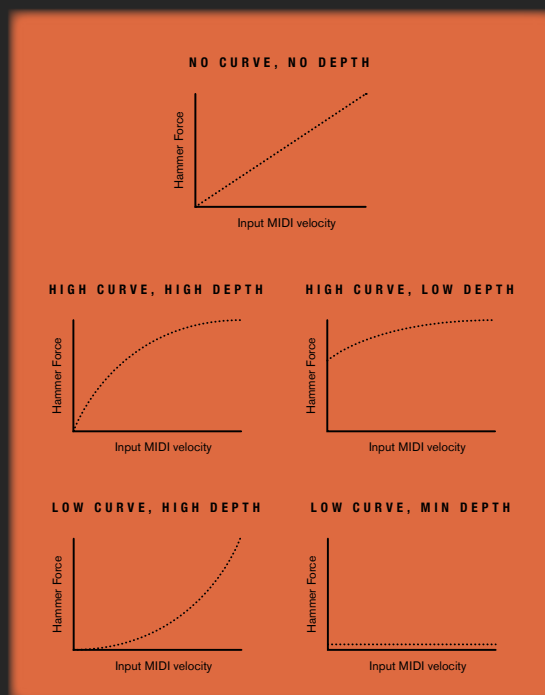 NO CURVE, NO DEPTH
Hammer Force
Input MIDI velocity
HIGH CURVE, HIGH DEPTH
Hammer Force
Input MIDI velocity
HIGH CURVE, LOW DEPTH
Hammer Force
Input MIDI velocity
LOW CURVE, HIGH DEPTH
Hammer Force
Input MIDI velocity
LOW CURVE, MIN DEPTH
Hammer Force
Input MIDI velocity